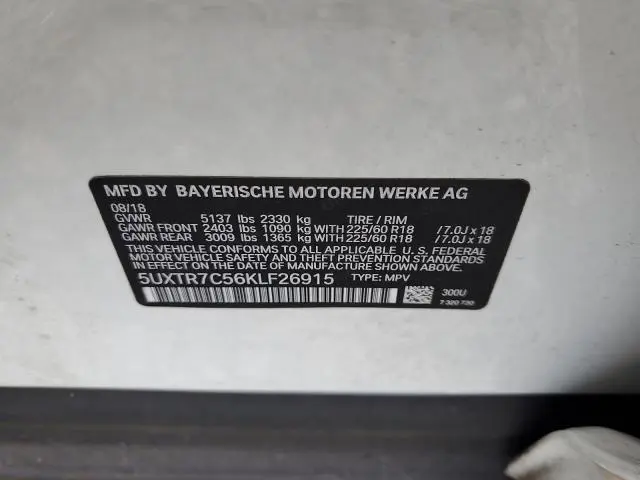 MFD BY BAYERISCHE MOTOREN WERKE AG
08/18
GVWR 5137 lbs 2330 kg TIRE / RIM
GAWR FRONT 2403 lbs 1090 kg WITH 225/60 R18 /7.0J x 18
GAWR REAR 3009 lbs 1365 kg WITH 225/60 R18 /7.0J x 18
THIS VEHICLE CONFORMS TO ALL APPLICABLE U. S. FEDERAL
MOTOR VEHICLE SAFETY STANDARDS IN EFFECT
ON THE DATE OF MANUFACTURE SHOWN ABOVE.
5UXTR7C56KLF26915 TYPE: MPV
300U
7 320 730